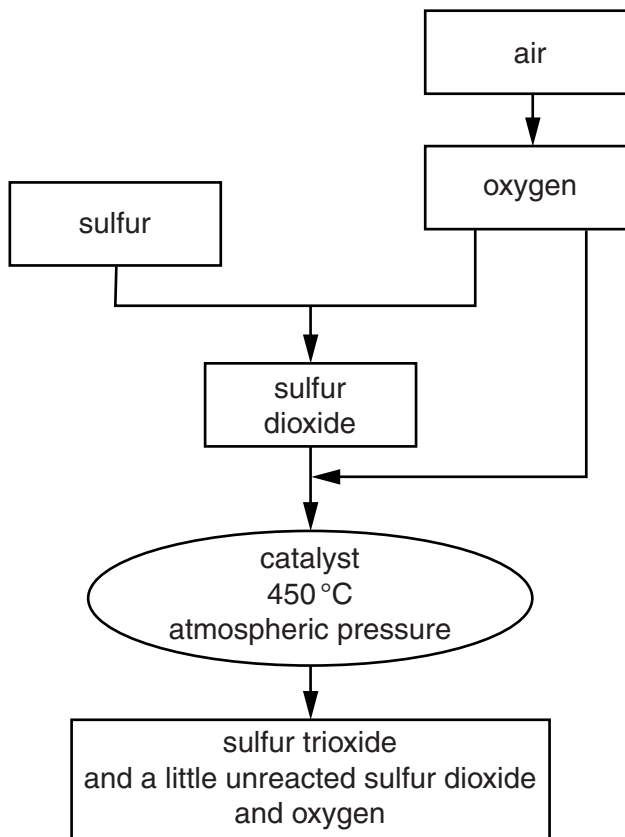 air
oxygen
sulfur
sulfur
dioxide
catalyst
450 °C
atmospheric pressure
sulfur trioxide
and a little unreacted sulfur dioxide
and oxygen